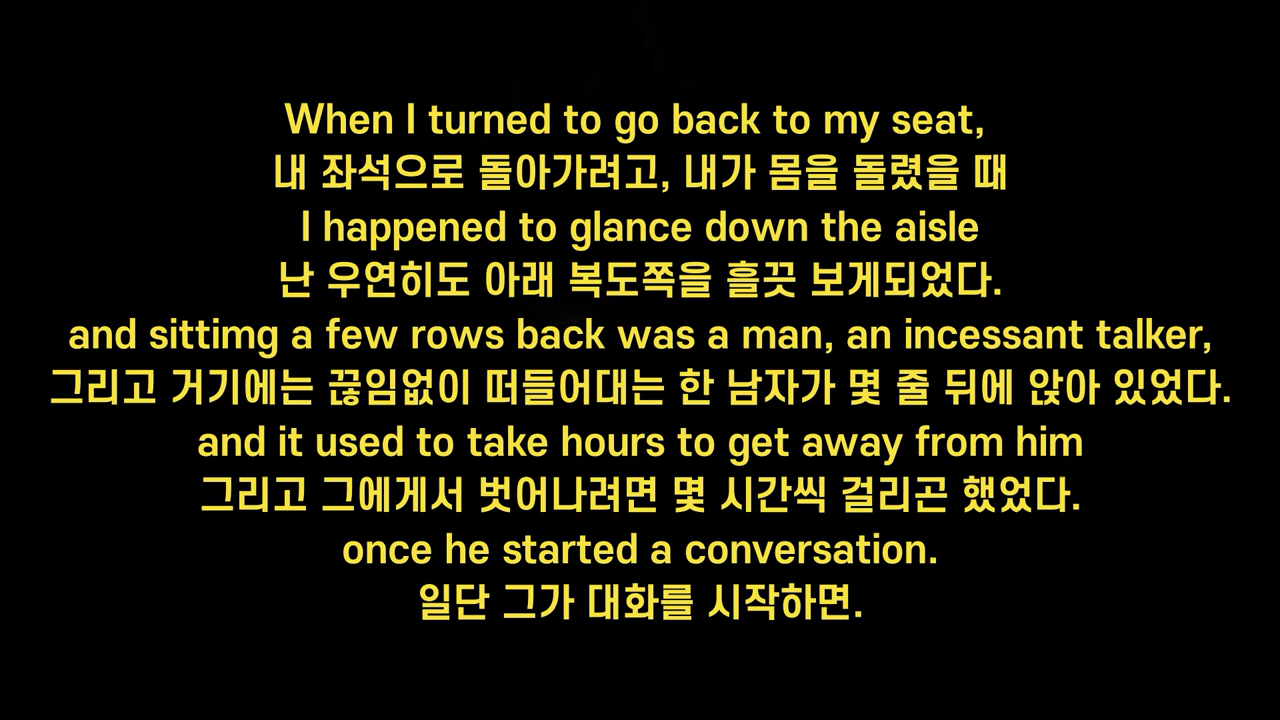 When I turned to go back to my seat,
내 좌석으로 돌아가려고, 내가 몸을 돌렸을 때
I happened to glance down the aisle
난 우연히도 아래 복도쪽을 흘끗 보게되었다.
and sittimg a few rows back was a man, an incessant talker,
그리고 거기에는 끊임없이 떠들어대는 한 남자가 몇 줄 뒤에 앉아 있었다.
and it used to take hours to get away from him
그리고 그에게서 벗어나려면 몇 시간씩 걸리곤 했었다.
once he started a conversation.
일단 그가 대화를 시작하면.